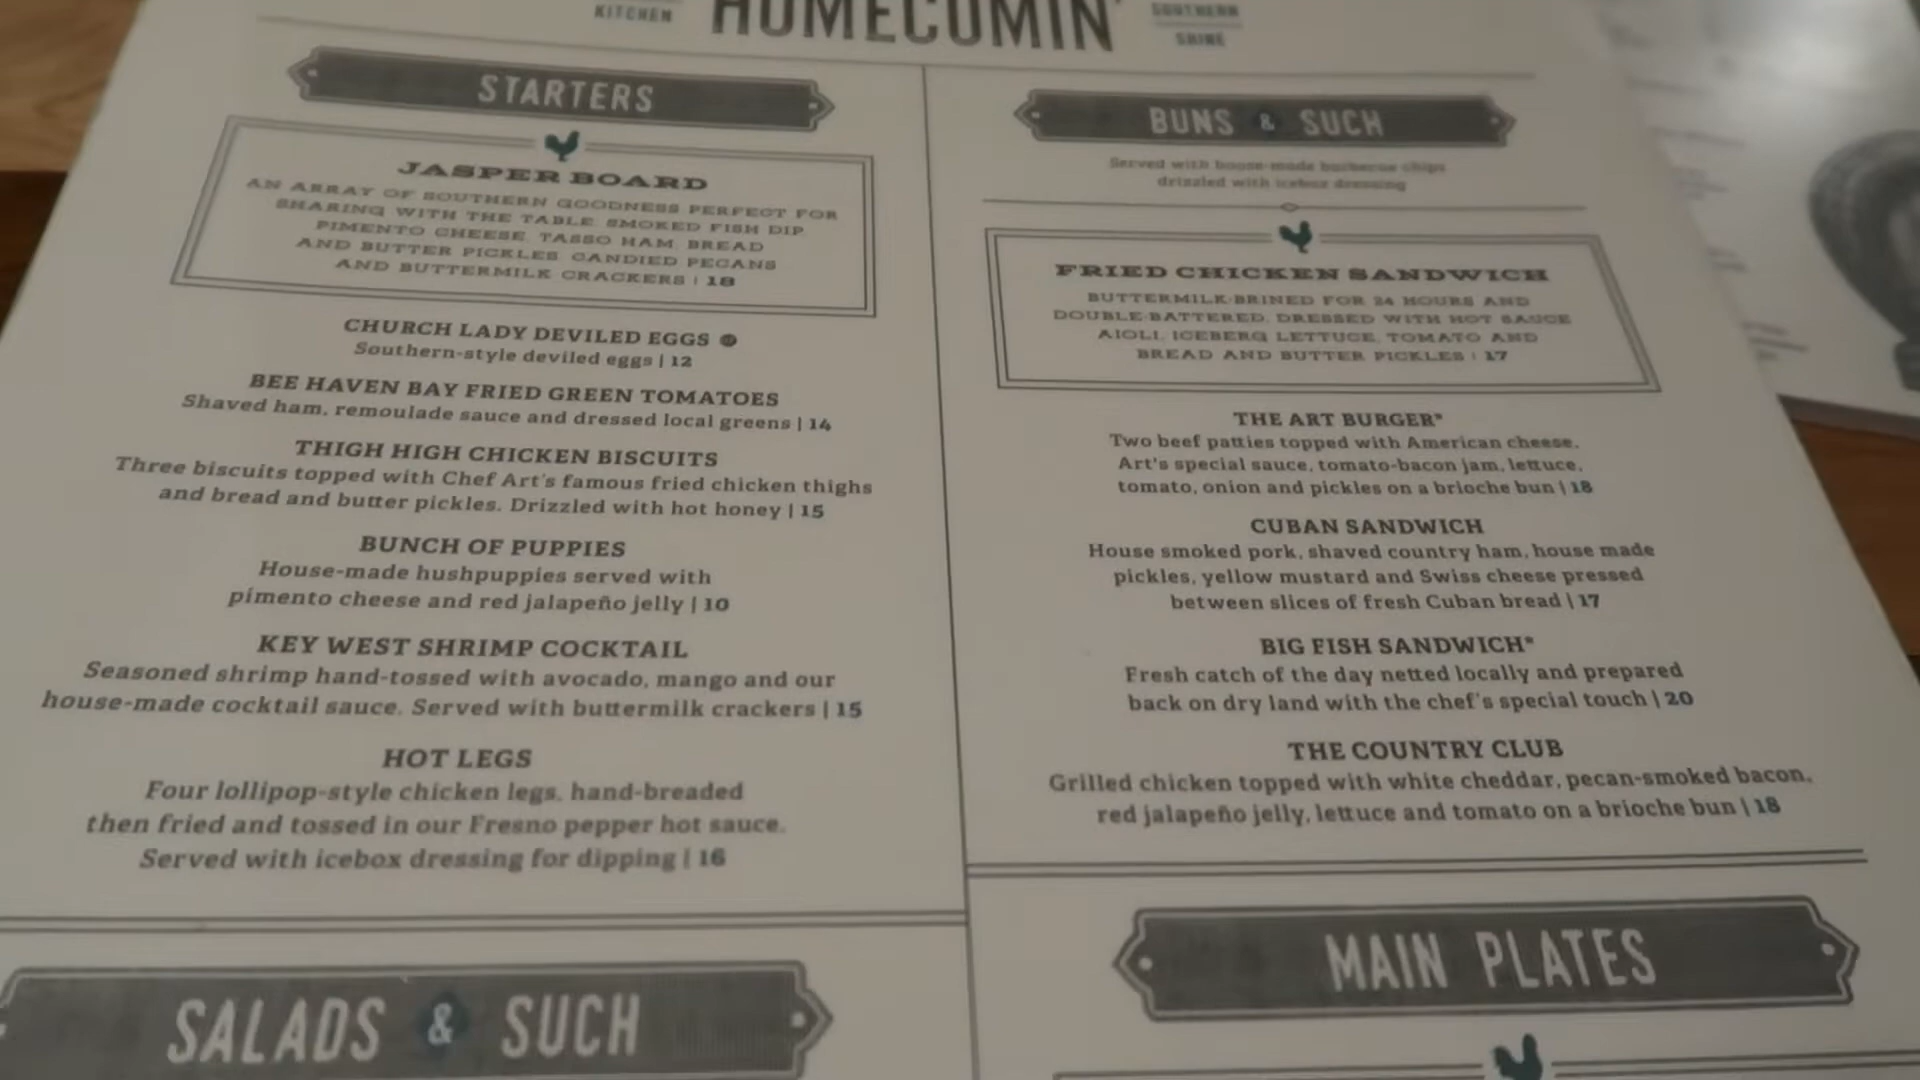 KITCHEN
HOMECOMIN'
SOUTHERN
SHINE
STARTERS
JASPER BOARD
AN ARRAY OF SOUTHERN GOODNESS PERFECT FOR
SHARING WITH THE TABLE. SMOKED FISH DIP,
PIMENTO CHEESE, TASSO HAM, BREAD
AND BUTTER PICKLES, CANDIED PECANS
AND BUTTERMILK CRACKERS | 18
CHURCH LADY DEVILED EGGS
Southern-style deviled eggs | 12
BEE HAVEN BAY FRIED GREEN TOMATOES
Shaved ham, remoulade sauce and dressed local greens | 14
THIGH HIGH CHICKEN BISCUITS
Three biscuits topped with Chef Art's famous fried chicken thighs
and bread and butter pickles. Drizzled with hot honey | 15
BUNCH OF PUPPIES
House-made hushpuppies served with
pimento cheese and red jalapeño jelly | 10
KEY WEST SHRIMP COCKTAIL
Seasoned shrimp hand-tossed with avocado, mango and our
house-made cocktail sauce. Served with buttermilk crackers | 15
HOT LEGS
Four lollipop-style chicken legs, hand-breaded
then fried and tossed in our Fresno pepper hot sauce.
Served with icebox dressing for dipping | 16
SALADS & SUCH
BUNS & SUCH
Served with house-made barbecue chips
drizzled with icebox dressing
FRIED CHICKEN SANDWICH
BUTTERMILK-BRINED FOR 24 HOURS AND
DOUBLE-BATTERED, DRESSED WITH HOT SAUCE
AIOLI, ICEBERG LETTUCE, TOMATO AND
BREAD AND BUTTER PICKLES | 17
THE ART BURGER*
Two beef patties topped with American cheese,
Art's special sauce, tomato-bacon jam, lettuce,
tomato, onion and pickles on a brioche bun | 18
CUBAN SANDWICH
House smoked pork, shaved country ham, house made
pickles, yellow mustard and Swiss cheese pressed
between slices of fresh Cuban bread | 17
BIG FISH SANDWICH*
Fresh catch of the day netted locally and prepared
back on dry land with the chef's special touch | 20
THE COUNTRY CLUB
Grilled chicken topped with white cheddar, pecan-smoked bacon,
red jalapeño jelly, lettuce and tomato on a brioche bun | 18
MAIN PLATES